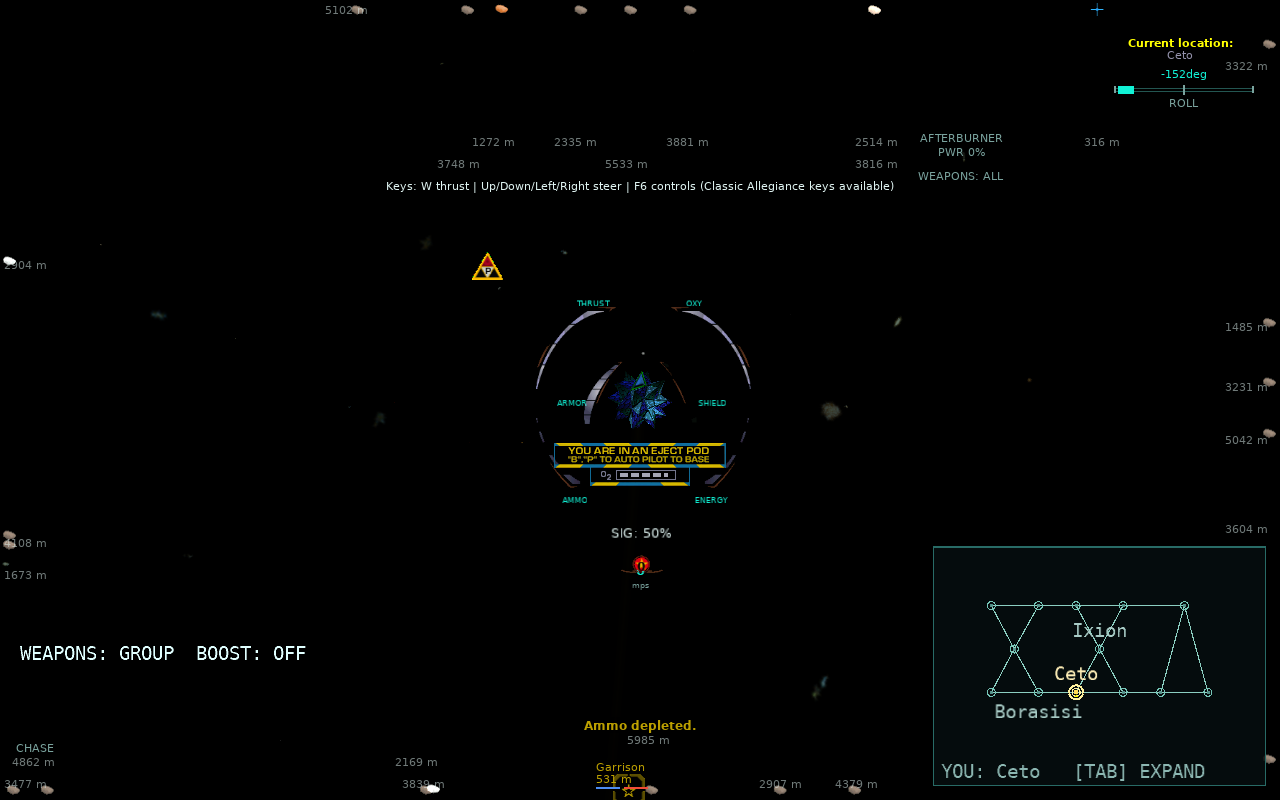 5102 m
Current location:
Ceto
3322 m
-152deg
ROLL
1272 m
2335 m
3881 m
2514 m
AFTERBURNER
316 m
PWR 0%
3748 m
5533 m
3816 m
WEAPONS: ALL
Keys: W thrust | Up/Down/Left/Right steer | F6 controls (Classic Allegiance keys available)
2904 m
P
THRUST
OXY
1485 m
3231 m
ARMOR
SHIELD
5042 m
YOU ARE IN AN EJECT POD
"B","P" TO AUTO PILOT TO BASE
O2
AMMO
ENERGY
SIG: 50%
3604 m
4108 m
0
1673 m
mps
Ixion
WEAPONS: GROUP BOOST: OFF
Ceto
Borasisi
Ammo depleted.
5985 m
CHASE
4862 m
2169 m
Garrison
531 m
YOU: Ceto [TAB] EXPAND
3477 m
3839 m
2907 m
4379 m